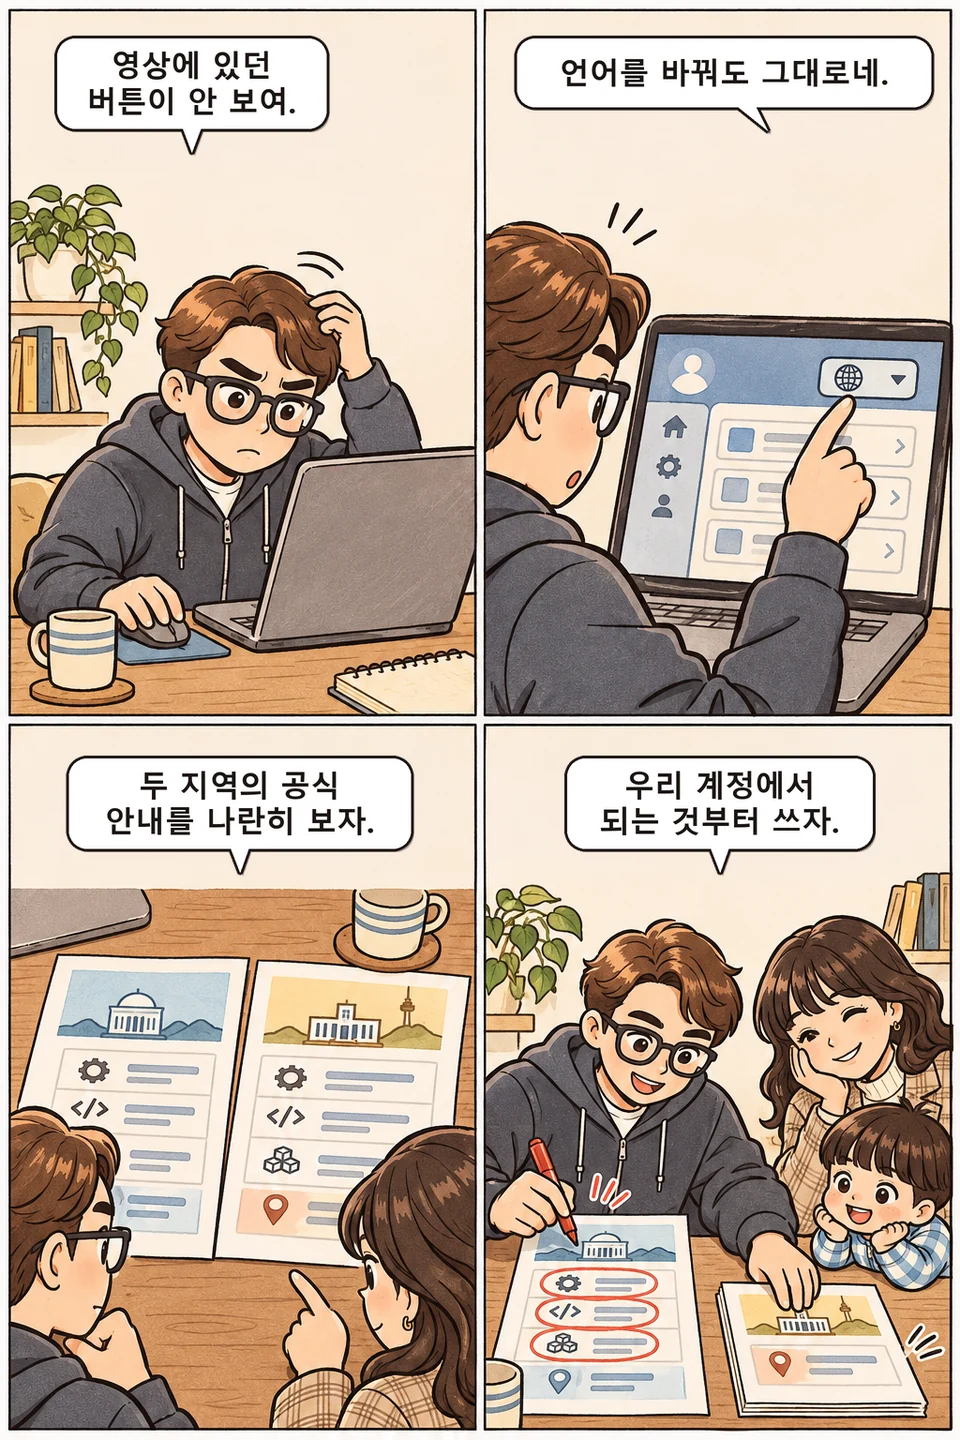 영상에 있던
버튼이 안 보여.
언어를 바꿔도 그대로네.
두 지역의 공식
안내를 나란히 보자.
우리 계정에서
되는 것부터 쓰자.